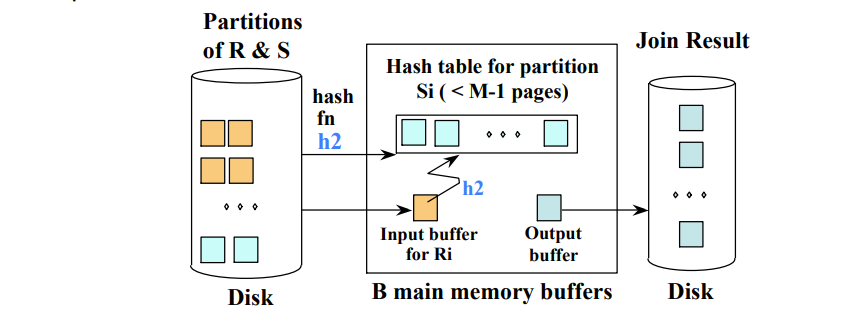 Partitions
of R & S
Join Result
Hash table for partition
Si ( < M-1 pages)
hash
fn
h2
h2
Input buffer
for Ri
Output
buffer
Disk
B main memory buffers
Disk